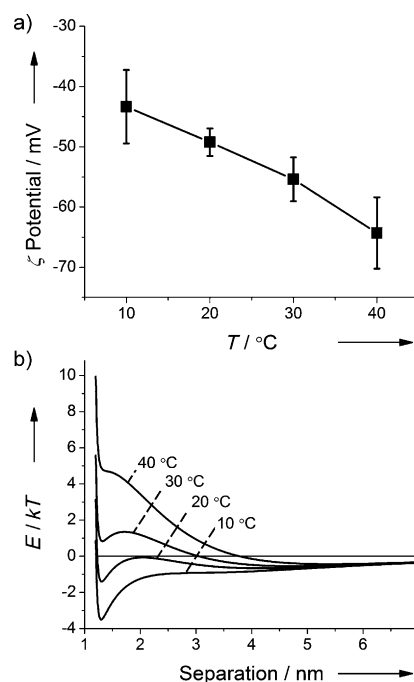 a)
-30
-40
-50
-60
-70
ζ Potential / mV
10
20
30
40
T / °C
b)
10
8
6
4
2
0
-2
-4
E / kT
40 °C
30 °C
20 °C
10 °C
1
2
3
4
5
6
Separation / nm